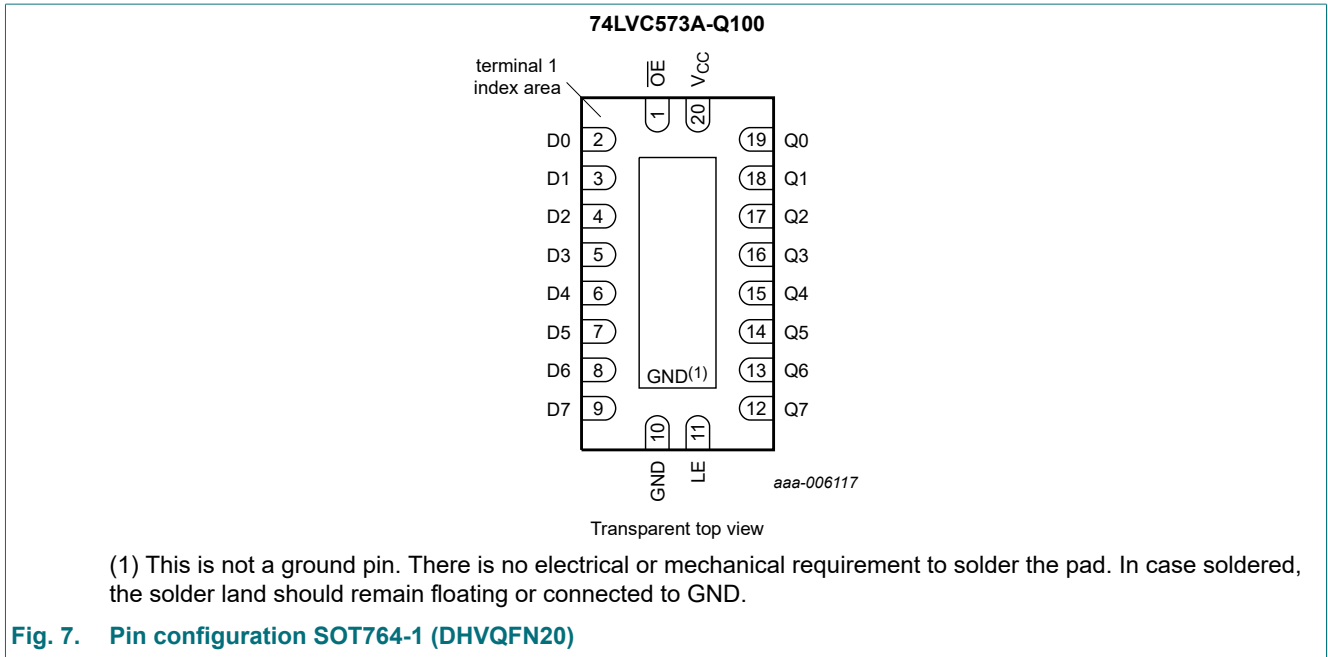 74LVC573A-Q100
terminal 1
index area
OE
VCC
1
20
D0 2 19 Q0
D1 3 18 Q1
D2 4 17 Q2
D3 5 16 Q3
D4 6 15 Q4
D5 7 14 Q5
D6 8 13 Q6
GND(1)
D7 9 12 Q7
10
11
GND
LE
aaa-006117
Transparent top view
(1) This is not a ground pin. There is no electrical or mechanical requirement to solder the pad. In case soldered,
the solder land should remain floating or connected to GND.
Fig. 7. Pin configuration SOT764-1 (DHVQFN20)